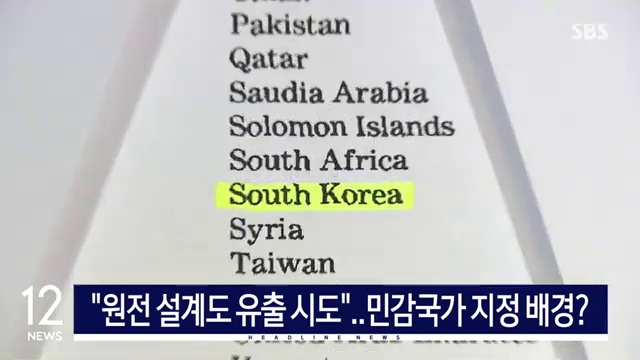 SBS
Pakistan
Qatar
Saudia Arabia
Solomon Islands
South Africa
South Korea
Syria
Taiwan
12
NEWS
"원전 설계도 유출 시도"..민감국가 지정 배경?
HEADLINE NEWS